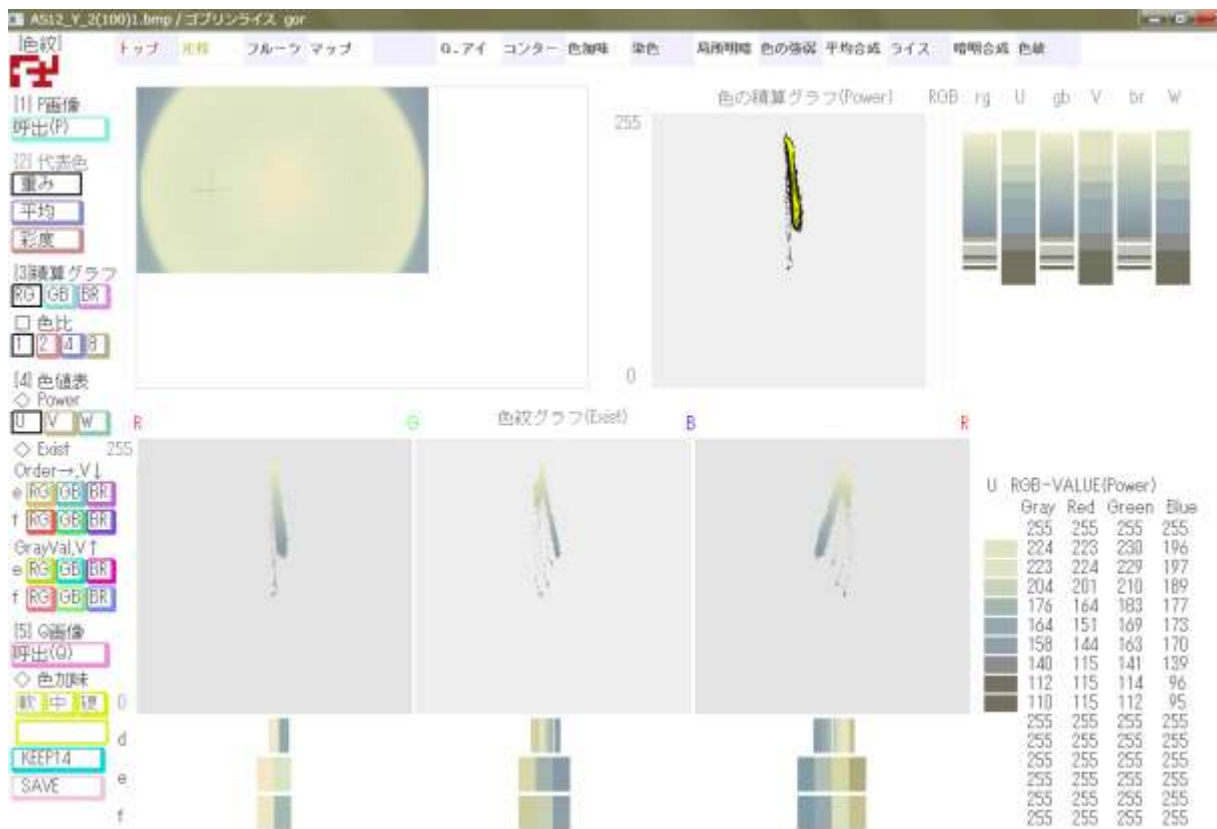 AS12_Y_2(100)1.bmp / ゴブリンライス gor
[色紋]
トップ フルーツ マップ Q.アイ コンター 色加味 染色 局所明暗 色の強弱 平均合成 ライス 暗明合成 色紋
[1] P画像
呼出(P)
[2] 代表色
重み
平均
彩度
[3]積算グラフ
RG GB BR
□ 色比
1 2 4 8
[4] 色値表
◇ Power
U V W
◇ Exist
Order→,V↓
e RG GB BR
f RG GB BR
GrayVal,V↑
e RG GB BR
f RG GB BR
[5] Q画像
呼出(Q)
◇ 色加味
軟 中 硬
KEEP14
SAVE
色の積算グラフ(Power) RGB rg U gb V br W
255
0
色紋グラフ(Exist)
R G B R
255
0
d
e
f
U RGB-VALUE(Power)
Gray Red Green Blue
255 255 255 255
224 223 230 196
223 224 229 197
204 201 210 189
176 164 183 177
164 151 169 173
158 144 163 170
140 115 141 139
112 115 114 96
110 115 112 95
255 255 255 255
255 255 255 255
255 255 255 255
255 255 255 255
255 255 255 255
255 255 255 255